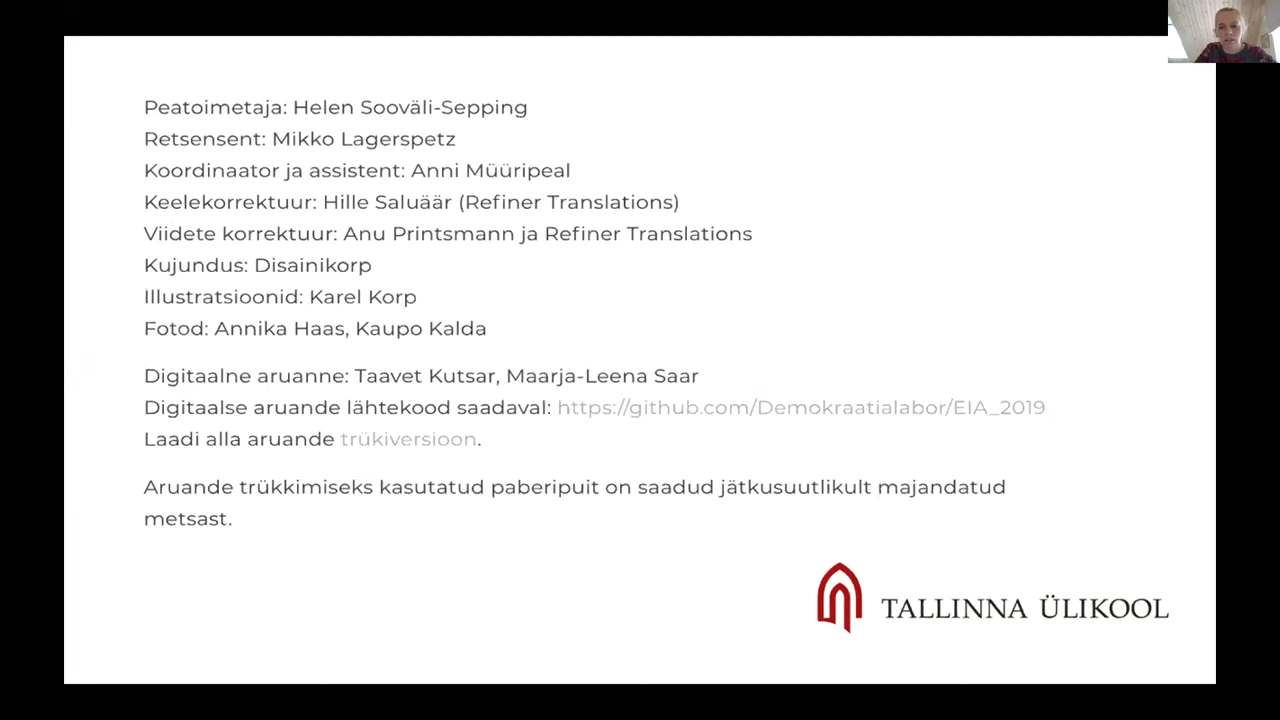 Peatoimetaja: Helen Sooväli-Sepping
Retsensent: Mikko Lagerspetz
Koordinaator ja assistent: Anni Müüripeal
Keelekorrektuur: Hille Saluäär (Refiner Translations)
Viidete korrektuur: Anu Printsmann ja Refiner Translations
Kujundus: Disainikorp
Illustratsioonid: Karel Korp
Fotod: Annika Haas, Kaupo Kalda
Digitaalne aruanne: Taavet Kutsar, Maarja-Leena Saar
Digitaalse aruande lähtekood saadaval: https://github.com/Demokraatialabor/EIA_2019
Laadi alla aruande trükiversioon.
Aruande trükkimiseks kasutatud paberipuit on saadud jätkusuutlikult majandatud
metsast.
TALLINNA ÜLIKOOL